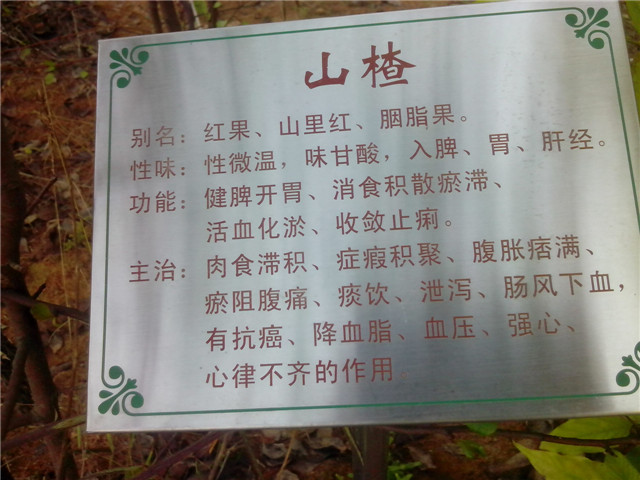 山楂
别名：红果、山里红、胭脂果。
性味：性微温，味甘酸，入脾、胃、肝经。
功能：健脾开胃、消食积散瘀滞、
活血化淤、收敛止痢。
主治：肉食滞积、症瘕积聚、腹胀痞满、
瘀阻腹痛、痰饮、泄泻、肠风下血，
有抗癌、降血脂、血压、强心、
心律不齐的作用.